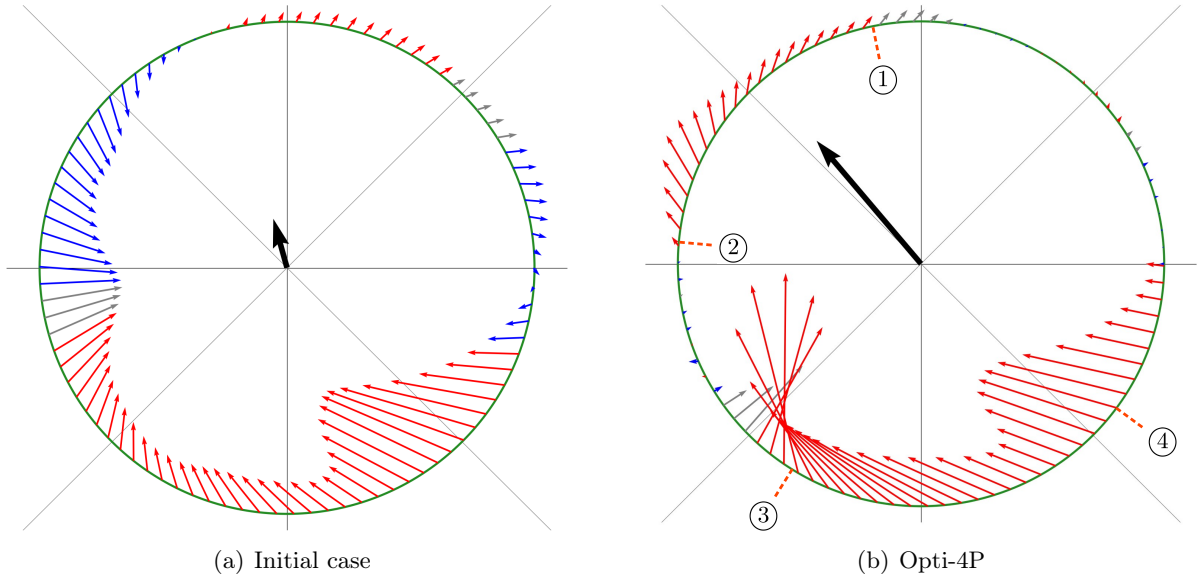 ①
②
④
③
(a) Initial case
(b) Opti-4P